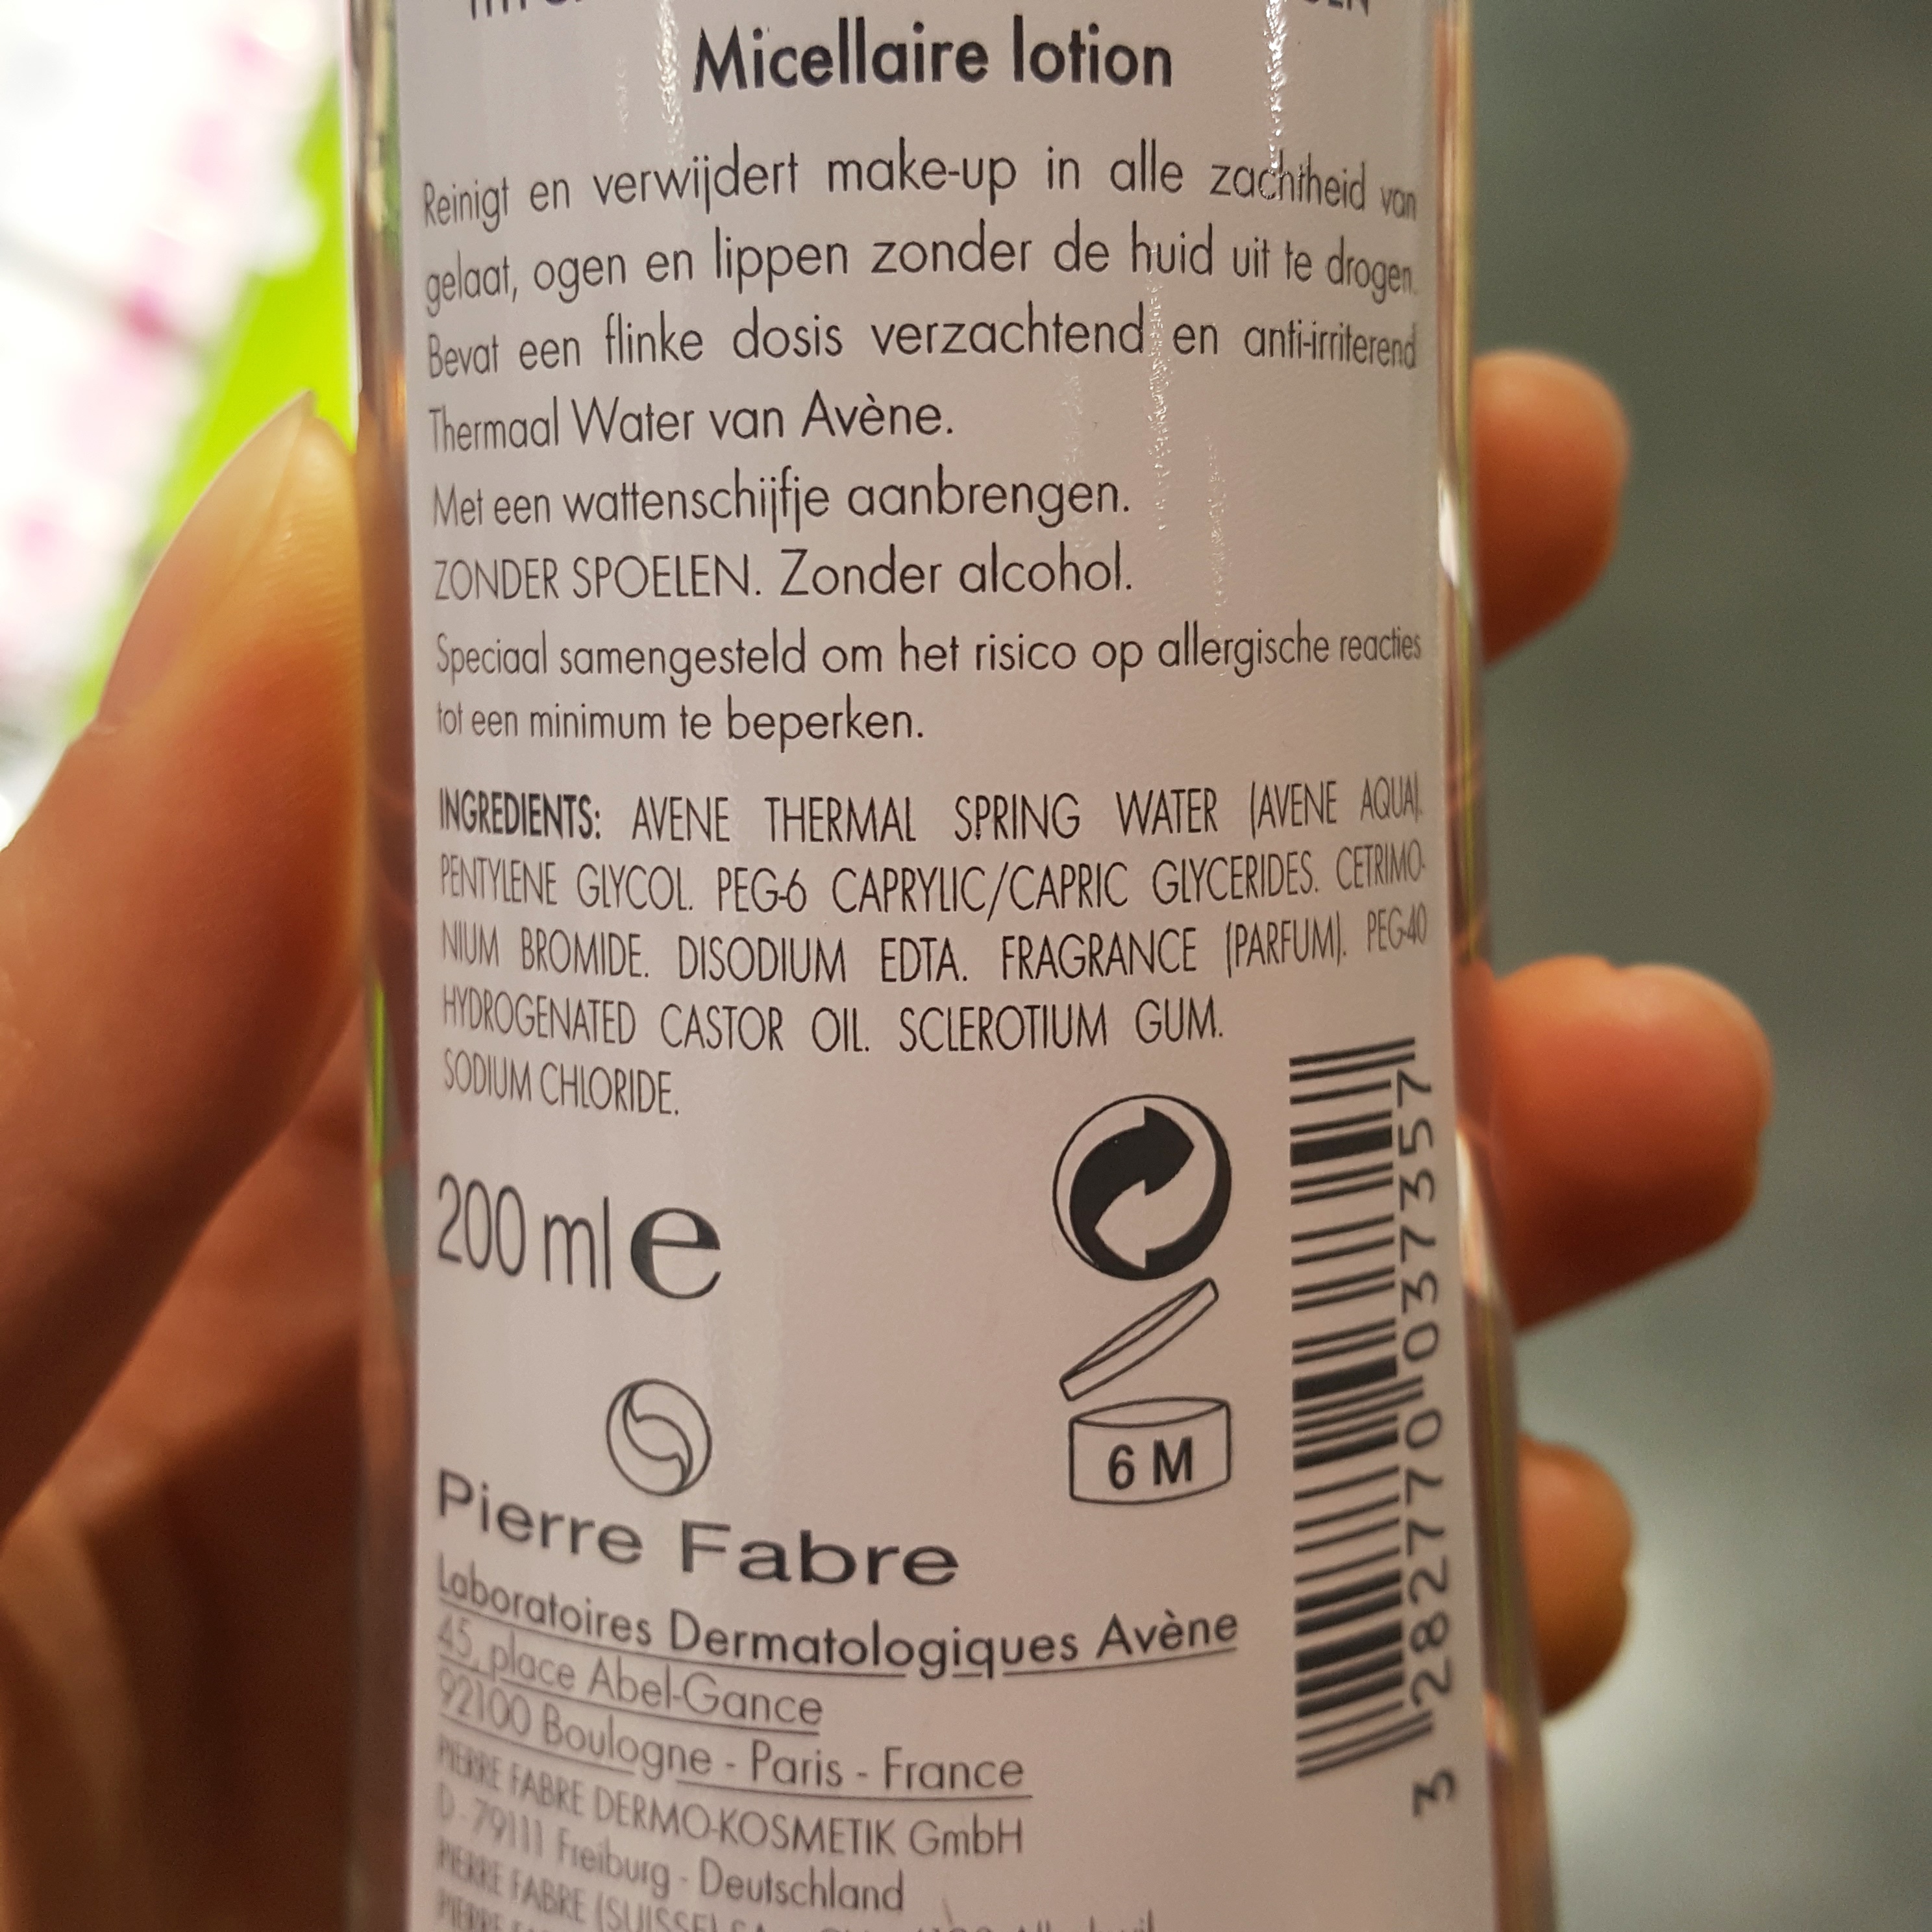 Micellaire lotion
Reinigt en verwijdert make-up in alle zachtheid van
gelaat, ogen en lippen zonder de huid uit te drogen.
Bevat een flinke dosis verzachtend en anti-irriterend
Thermaal Water van Avène.
Met een wattenschijfje aanbrengen.
ZONDER SPOELEN. Zonder alcohol.
Speciaal samengesteld om het risico op allergische reacties
tot een minimum te beperken.
INGREDIENTS: AVENE THERMAL SPRING WATER (AVENE AQUA).
PENTYLENE GLYCOL. PEG-6 CAPRYLIC/CAPRIC GLYCERIDES. CETRIMO-
NIUM BROMIDE. DISODIUM EDTA. FRAGRANCE (PARFUM). PEG-40
HYDROGENATED CASTOR OIL. SCLEROTIUM GUM.
SODIUM CHLORIDE.
200 ml e
6 M
3 282770 037357
Pierre Fabre
Laboratoires Dermatologiques Avène
45, place Abel-Gance
92100 Boulogne - Paris - France
PIERRE FABRE DERMO-KOSMETIK GmbH
D - 79111 Freiburg - Deutschland
PIERRE FABRE (SUISSE)
PIERRE